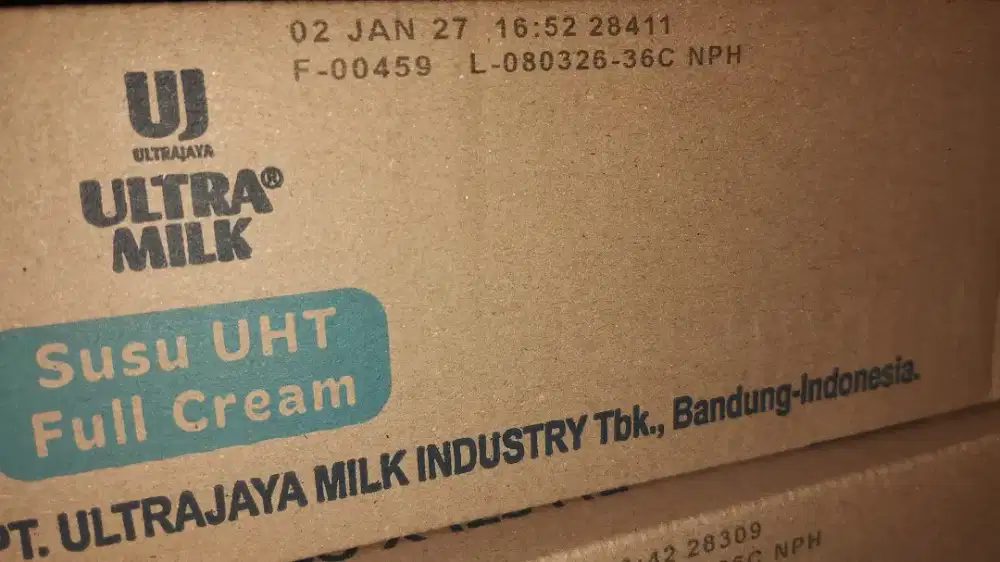 02 JAN 27 16:52 28411
F-00459 L-080326-36C NPH
UJ
ULTRAJAYA
ULTRA®
MILK
Susu UHT
Full Cream
PT. ULTRAJAYA MILK INDUSTRY Tbk., Bandung-Indonesia.
:42 28309
NPH